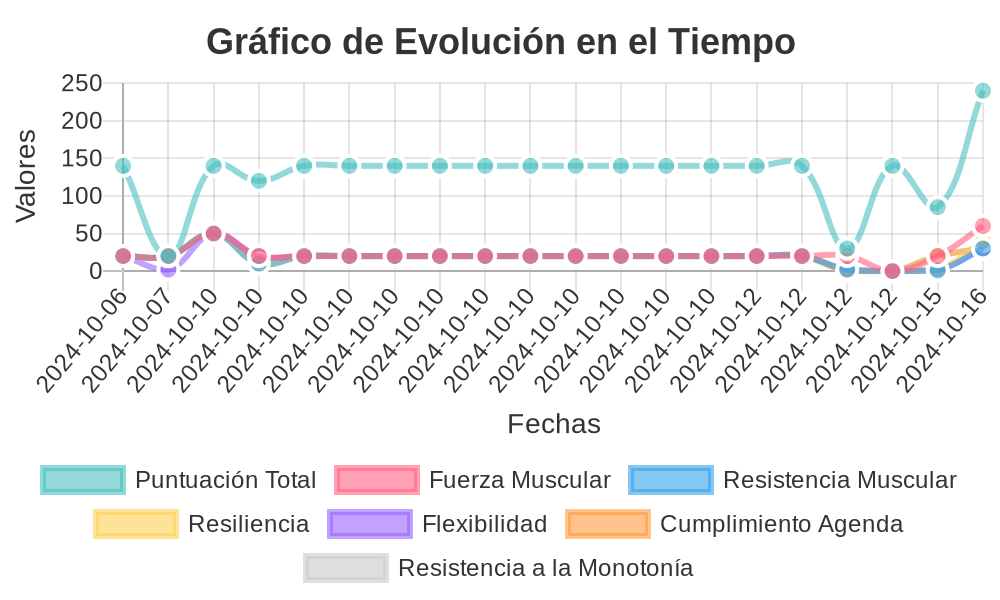 Gráfico de Evolución en el Tiempo
Valores
250
200
150
100
50
0
2024-10-06
2024-10-07
2024-10-10
2024-10-10
2024-10-10
2024-10-10
2024-10-10
2024-10-10
2024-10-10
2024-10-10
2024-10-10
2024-10-10
2024-10-10
2024-10-10
2024-10-12
2024-10-12
2024-10-12
2024-10-12
2024-10-15
2024-10-16
Fechas
Puntuación Total
Fuerza Muscular
Resistencia Muscular
Resiliencia
Flexibilidad
Cumplimiento Agenda
Resistencia a la Monotonía